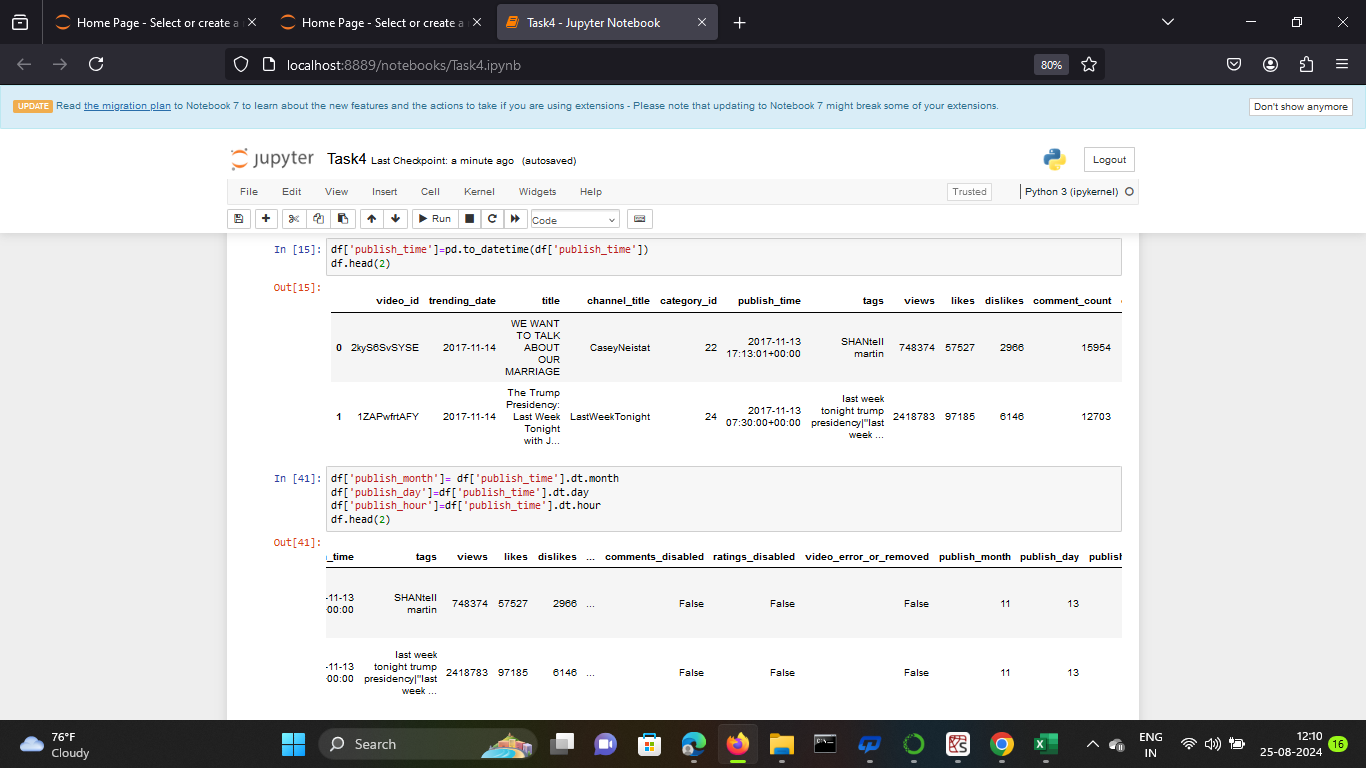 Home Page - Select or create a
Home Page - Select or create a
Task4 - Jupyter Notebook
localhost:8889/notebooks/Task4.ipynb
80%
UPDATE Read the migration plan to Notebook 7 to learn about the new features and the actions to take if you are using extensions - Please note that updating to Notebook 7 might break some of your extensions.
Don't show anymore
jupyter Task4 Last Checkpoint: a minute ago (autosaved)
Logout
File Edit View Insert Cell Kernel Widgets Help
Trusted
Python 3 (ipykernel)
Run
Code
In [15]: df['publish_time']=pd.to_datetime(df['publish_time'])
df.head(2)
Out[15]:
video_id trending_date title channel_title category_id publish_time tags views likes dislikes comment_count
0 2kyS6SvSYSE 2017-11-14 WE WANT TO TALK ABOUT OUR MARRIAGE CaseyNeistat 22 2017-11-13 17:13:01+00:00 SHANtell martin 748374 57527 2966 15954
1 1ZAPwfrtAFY 2017-11-14 The Trump Presidency: Last Week Tonight with J... LastWeekTonight 24 2017-11-13 07:30:00+00:00 last week tonight trump presidency|"last week ... 2418783 97185 6146 12703
In [41]: df['publish_month']= df['publish_time'].dt.month
df['publish_day']=df['publish_time'].dt.day
df['publish_hour']=df['publish_time'].dt.hour
df.head(2)
Out[41]:
_time tags views likes dislikes ... comments_disabled ratings_disabled video_error_or_removed publish_month publish_day publish
-11-13 00:00 SHANtell martin 748374 57527 2966 ... False False False 11 13
-11-13 00:00 last week tonight trump presidency|"last week ... 2418783 97185 6146 ... False False False 11 13
76°F
Cloudy
Search
ENG
IN
12:10
25-08-2024
16